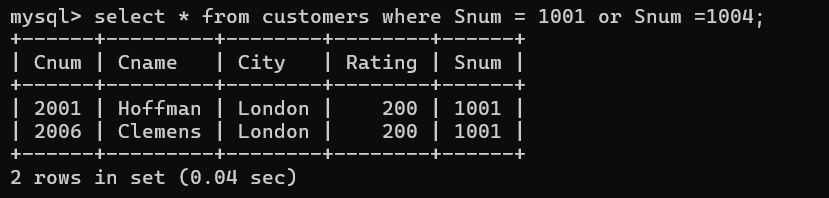 mysql> select * from customers where Snum = 1001 or Snum =1004;
+------+---------+--------+--------+------+
| Cnum | Cname   | City   | Rating | Snum |
+------+---------+--------+--------+------+
| 2001 | Hoffman | London |    200 | 1001 |
| 2006 | Clemens | London |    200 | 1001 |
+------+---------+--------+--------+------+
2 rows in set (0.04 sec)